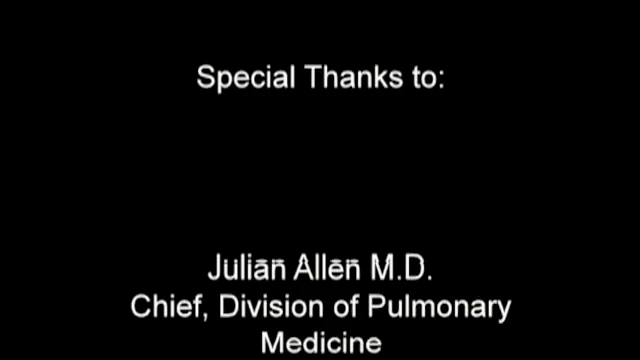 Special Thanks to:
Julian Allen M.D.
Chief, Division of Pulmonary
Medicine